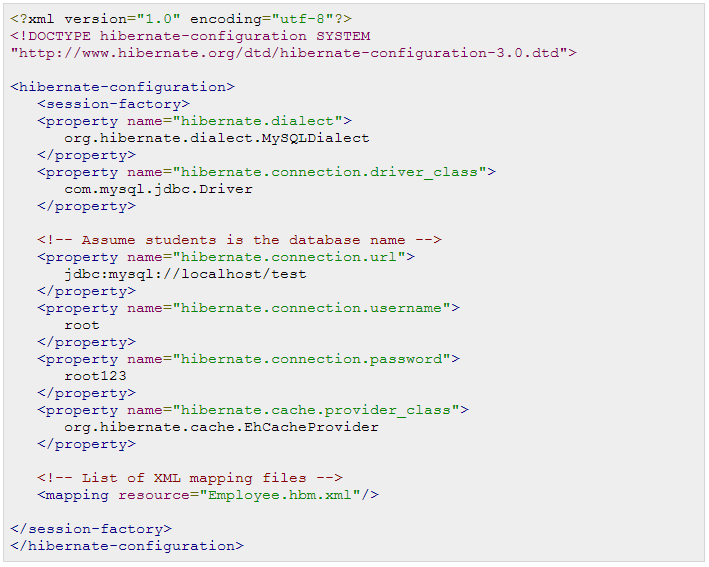 <?xml version="1.0" encoding="utf-8"?>
<!DOCTYPE hibernate-configuration SYSTEM
"http://www.hibernate.org/dtd/hibernate-configuration-3.0.dtd">

<hibernate-configuration>
   <session-factory>
   <property name="hibernate.dialect">
      org.hibernate.dialect.MySQLDialect
   </property>
   <property name="hibernate.connection.driver_class">
      com.mysql.jdbc.Driver
   </property>

   <!-- Assume students is the database name -->
   <property name="hibernate.connection.url">
      jdbc:mysql://localhost/test
   </property>
   <property name="hibernate.connection.username">
      root
   </property>
   <property name="hibernate.connection.password">
      root123
   </property>
   <property name="hibernate.cache.provider_class">
      org.hibernate.cache.EhCacheProvider
   </property>

   <!-- List of XML mapping files -->
   <mapping resource="Employee.hbm.xml"/>

</session-factory>
</hibernate-configuration>